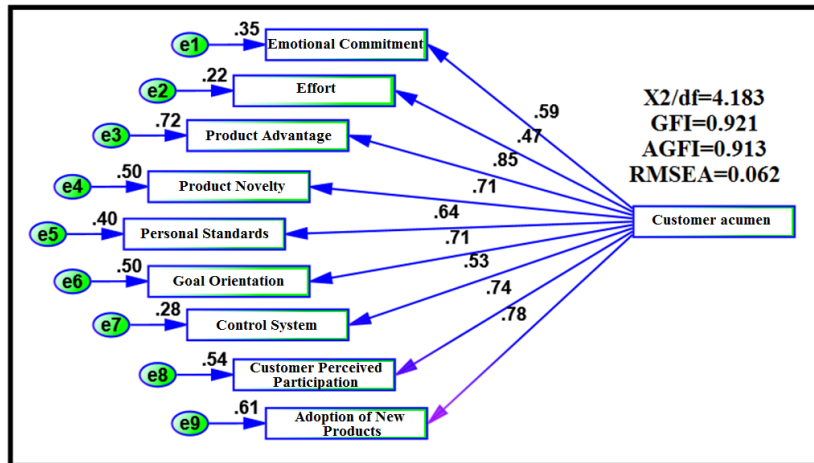 e1 .35 Emotional Commitment
e2 .22 Effort
e3 .72 Product Advantage
e4 .50 Product Novelty
e5 .40 Personal Standards
e6 .50 Goal Orientation
e7 .28 Control System
e8 .54 Customer Perceived
Participation
e9 .61 Adoption of New
Products
.59
.47
.85
.71
.64
.71
.53
.74
.78
X2/df=4.183
GFI=0.921
AGFI=0.913
RMSEA=0.062
Customer acumen